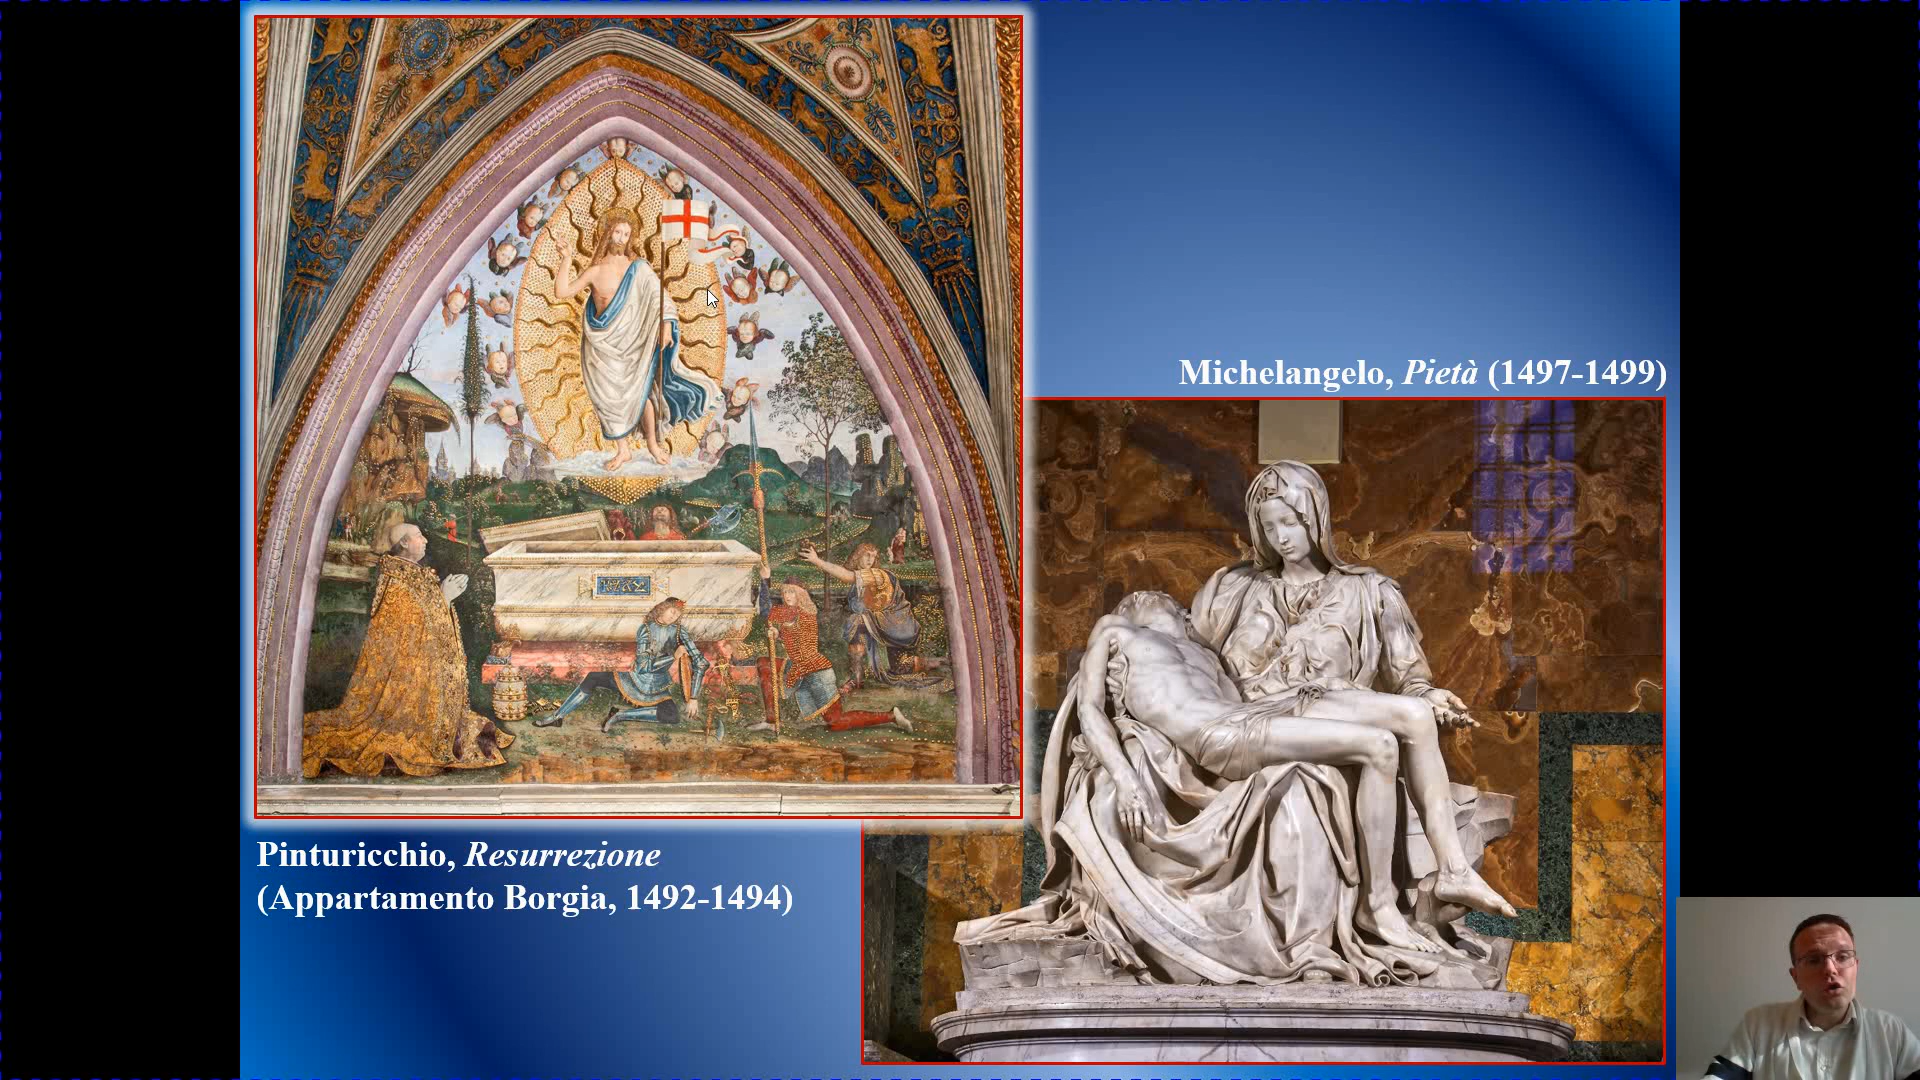 Michelangelo, Pietà (1497-1499)
Pinturicchio, Resurrezione
(Appartamento Borgia, 1492-1494)